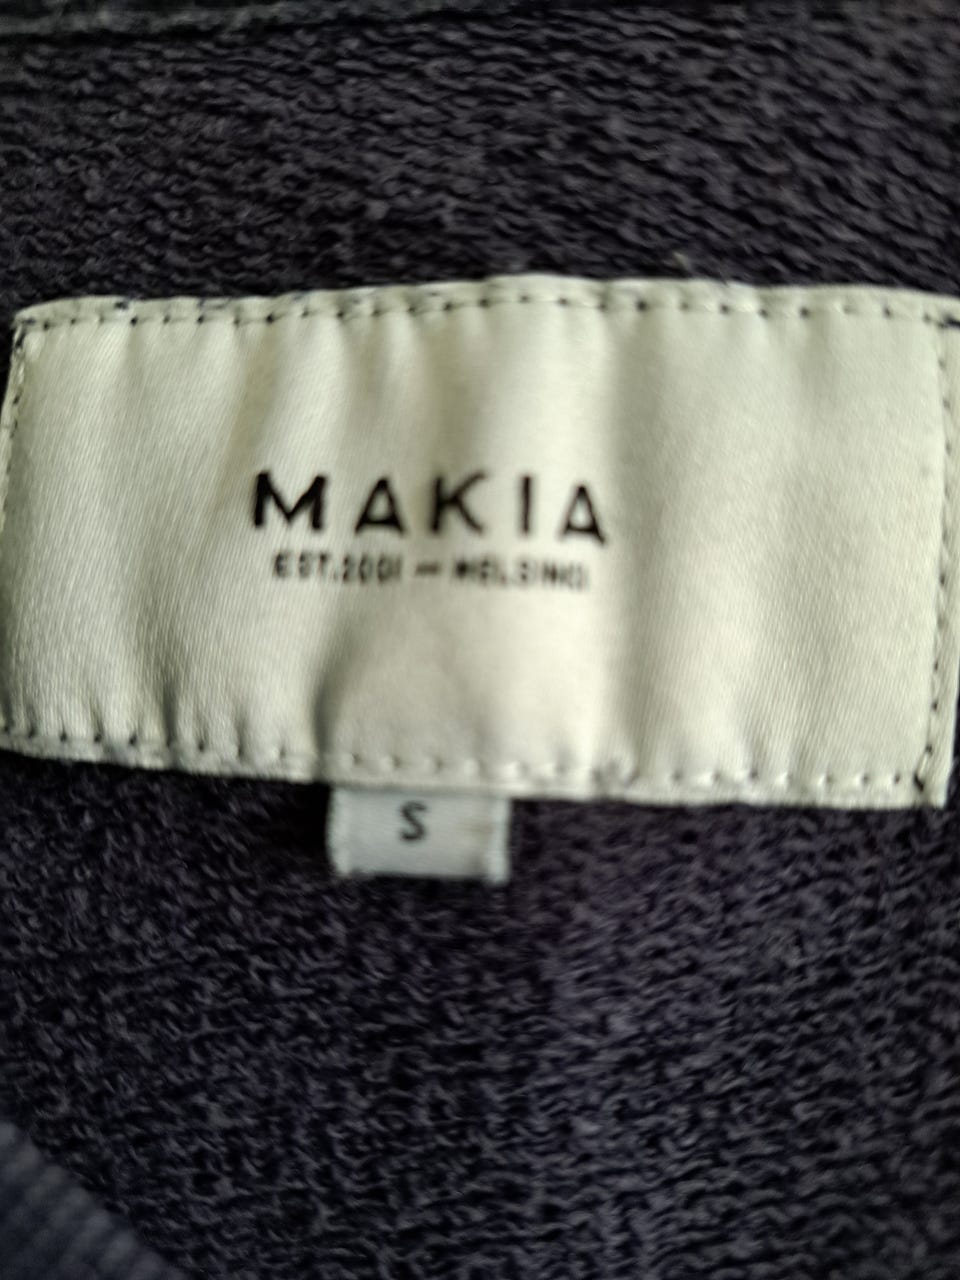 MAKIA
EST.2001 — HELSINKI
S